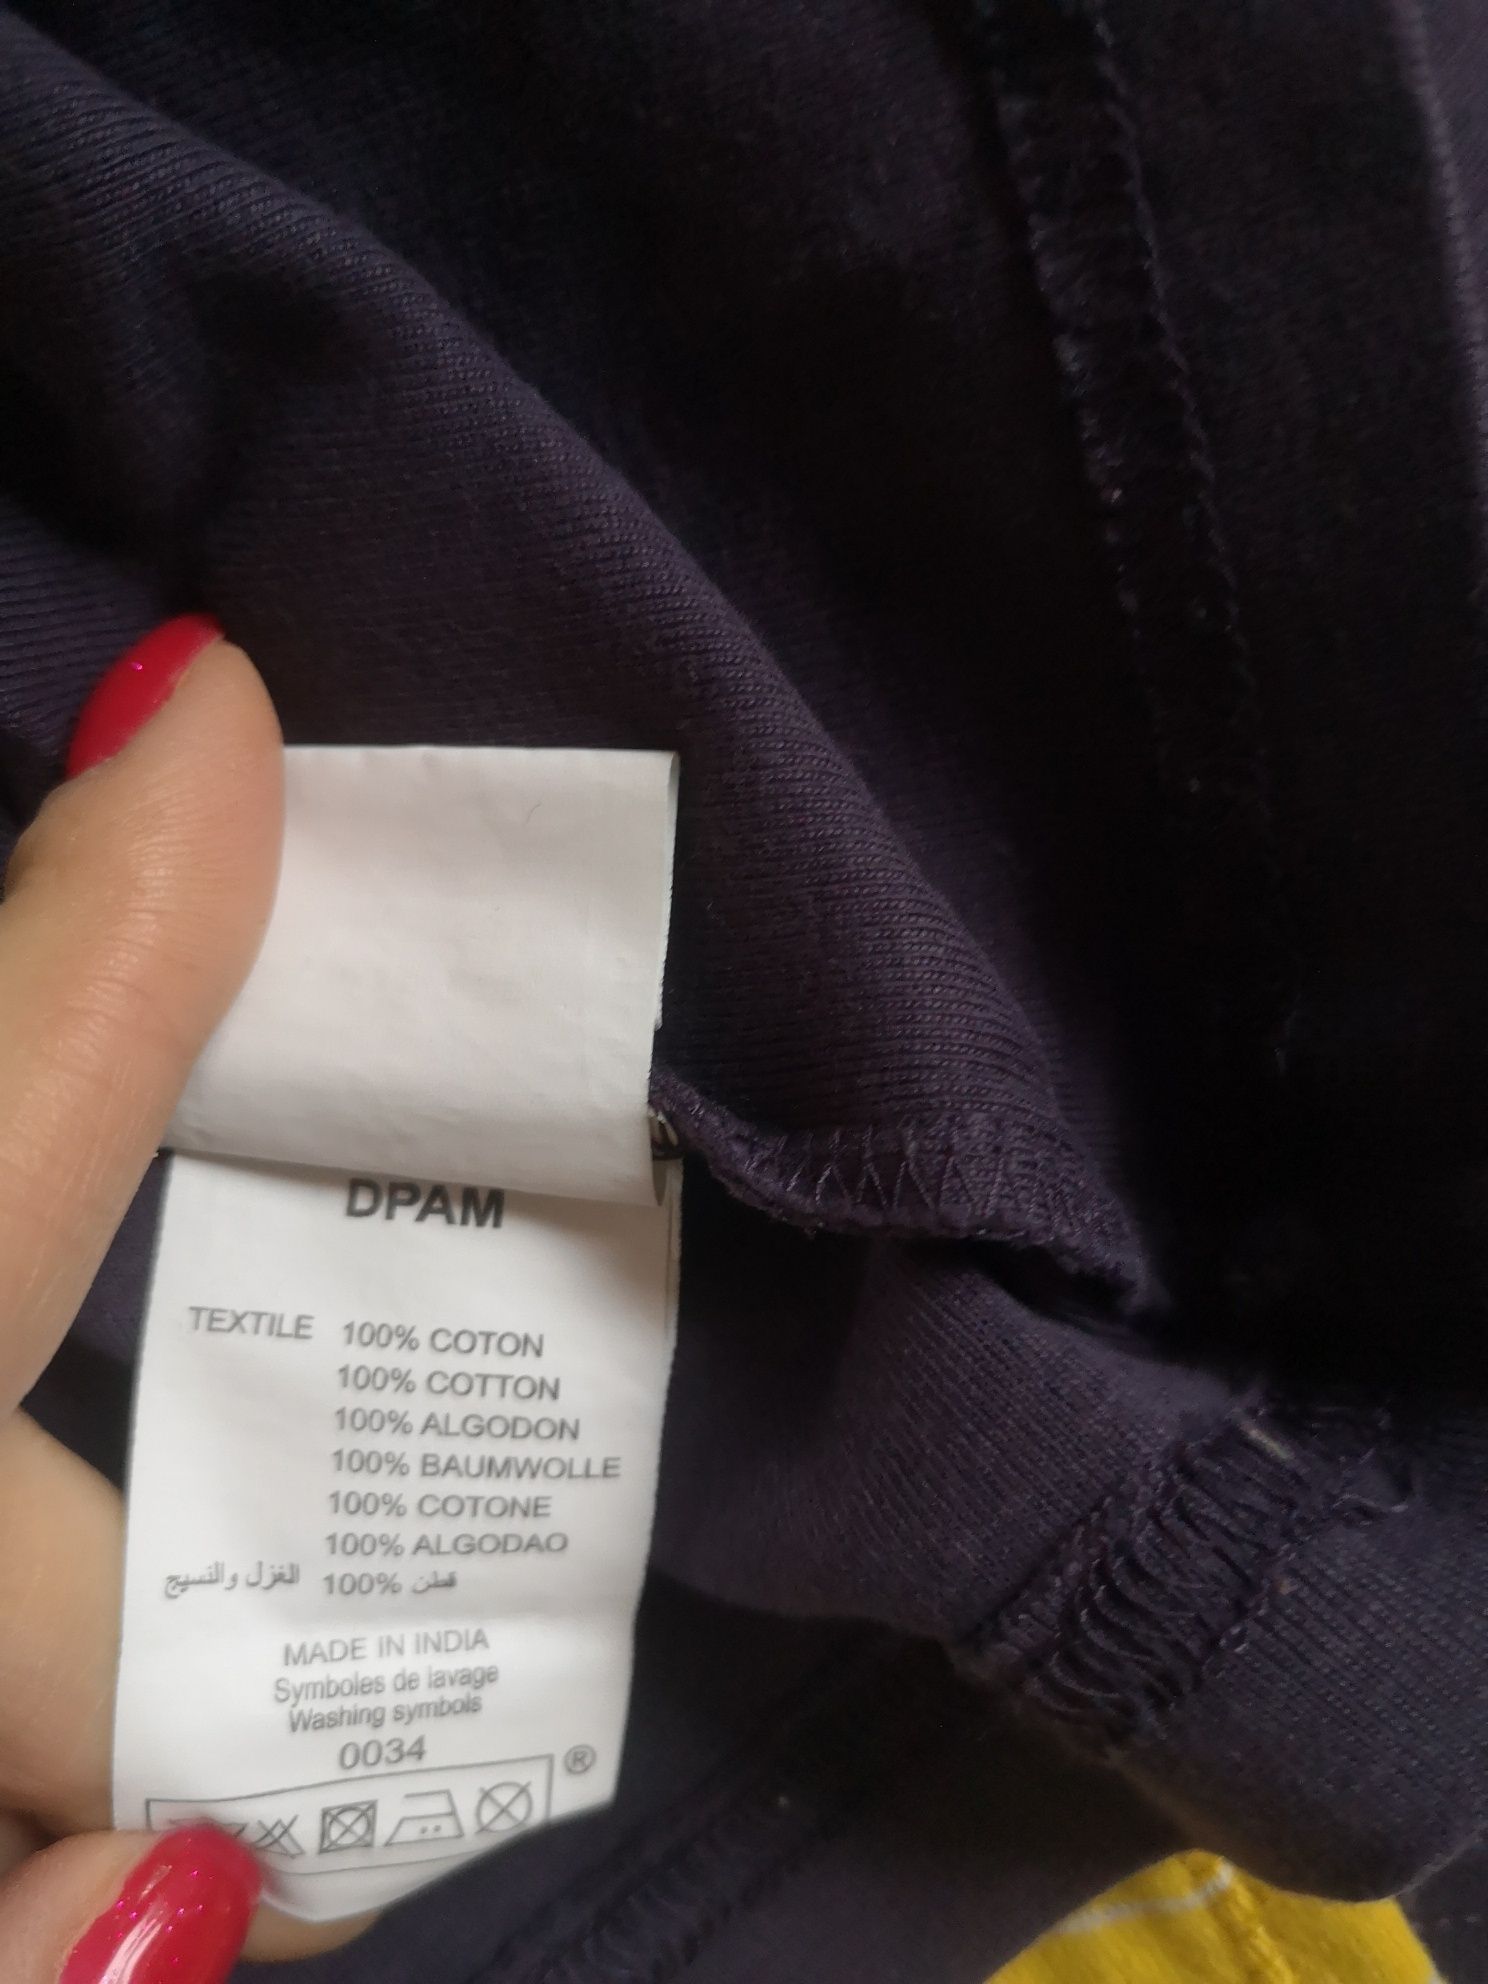 DPAM
TEXTILE 100% COTON
100% COTTON
100% ALGODON
100% BAUMWOLLE
100% COTONE
100% ALGODAO
الغزل والنسيج 100% قطن
MADE IN INDIA
Symboles de lavage
Washing symbols
0034
®